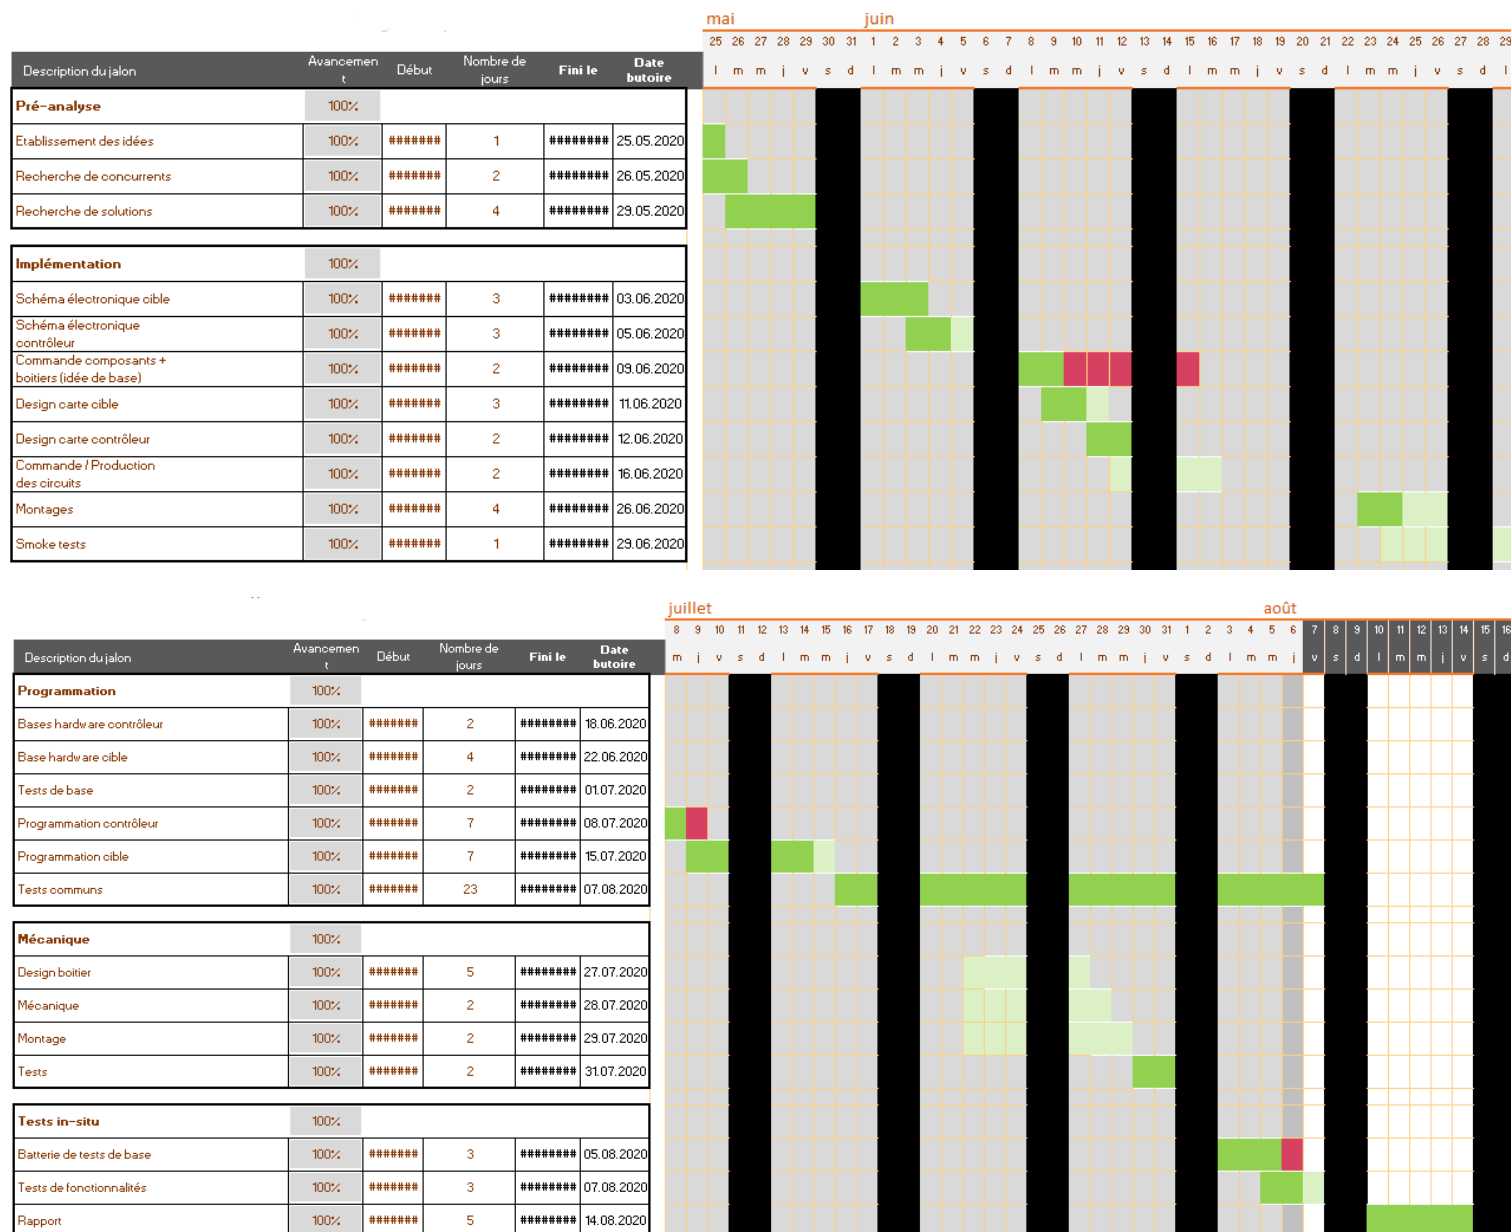 mai juin
25 26 27 28 29 30 31 1 2 3 4 5 6 7 8 9 10 11 12 13 14 15 16 17 18 19 20 21 22 23 24 25 26 27 28 29
Description du jalon Avancement Début Nombre de jours Fini le Date butoire l m m j v s d l m m j v s d l m m j v s d l m m j v s d l m m j v s d l
Pré-analyse 100%
Etablissement des idées 100% ####### 1 ######## 25.05.2020
Recherche de concurrents 100% ####### 2 ######## 26.05.2020
Recherche de solutions 100% ####### 4 ######## 29.05.2020
Implémentation 100%
Schéma électronique cible 100% ####### 3 ######## 03.06.2020
Schéma électronique
contrôleur 100% ####### 3 ######## 05.06.2020
Commande composants +
boitiers (idée de base) 100% ####### 2 ######## 09.06.2020
Design carte cible 100% ####### 3 ######## 11.06.2020
Design carte contrôleur 100% ####### 2 ######## 12.06.2020
Commande / Production
des circuits 100% ####### 2 ######## 16.06.2020
Montages 100% ####### 4 ######## 26.06.2020
Smoke tests 100% ####### 1 ######## 29.06.2020
juillet août
8 9 10 11 12 13 14 15 16 17 18 19 20 21 22 23 24 25 26 27 28 29 30 31 1 2 3 4 5 6 7 8 9 10 11 12 13 14 15 16
Description du jalon Avancement Début Nombre de jours Fini le Date butoire m j v s d l m m j v s d l m m j v s d l m m j v s d l m m j v s d l m m j v s d
Programmation 100%
Bases hardware contrôleur 100% ####### 2 ######## 18.06.2020
Base hardware cible 100% ####### 4 ######## 22.06.2020
Tests de base 100% ####### 2 ######## 01.07.2020
Programmation contrôleur 100% ####### 7 ######## 08.07.2020
Programmation cible 100% ####### 7 ######## 15.07.2020
Tests communs 100% ####### 23 ######## 07.08.2020
Mécanique 100%
Design boitier 100% ####### 5 ######## 27.07.2020
Mécanique 100% ####### 2 ######## 28.07.2020
Montage 100% ####### 2 ######## 29.07.2020
Tests 100% ####### 2 ######## 31.07.2020
Tests in-situ 100%
Batterie de tests de base 100% ####### 3 ######## 05.08.2020
Tests de fonctionnalités 100% ####### 3 ######## 07.08.2020
Rapport 100% ####### 5 ######## 14.08.2020